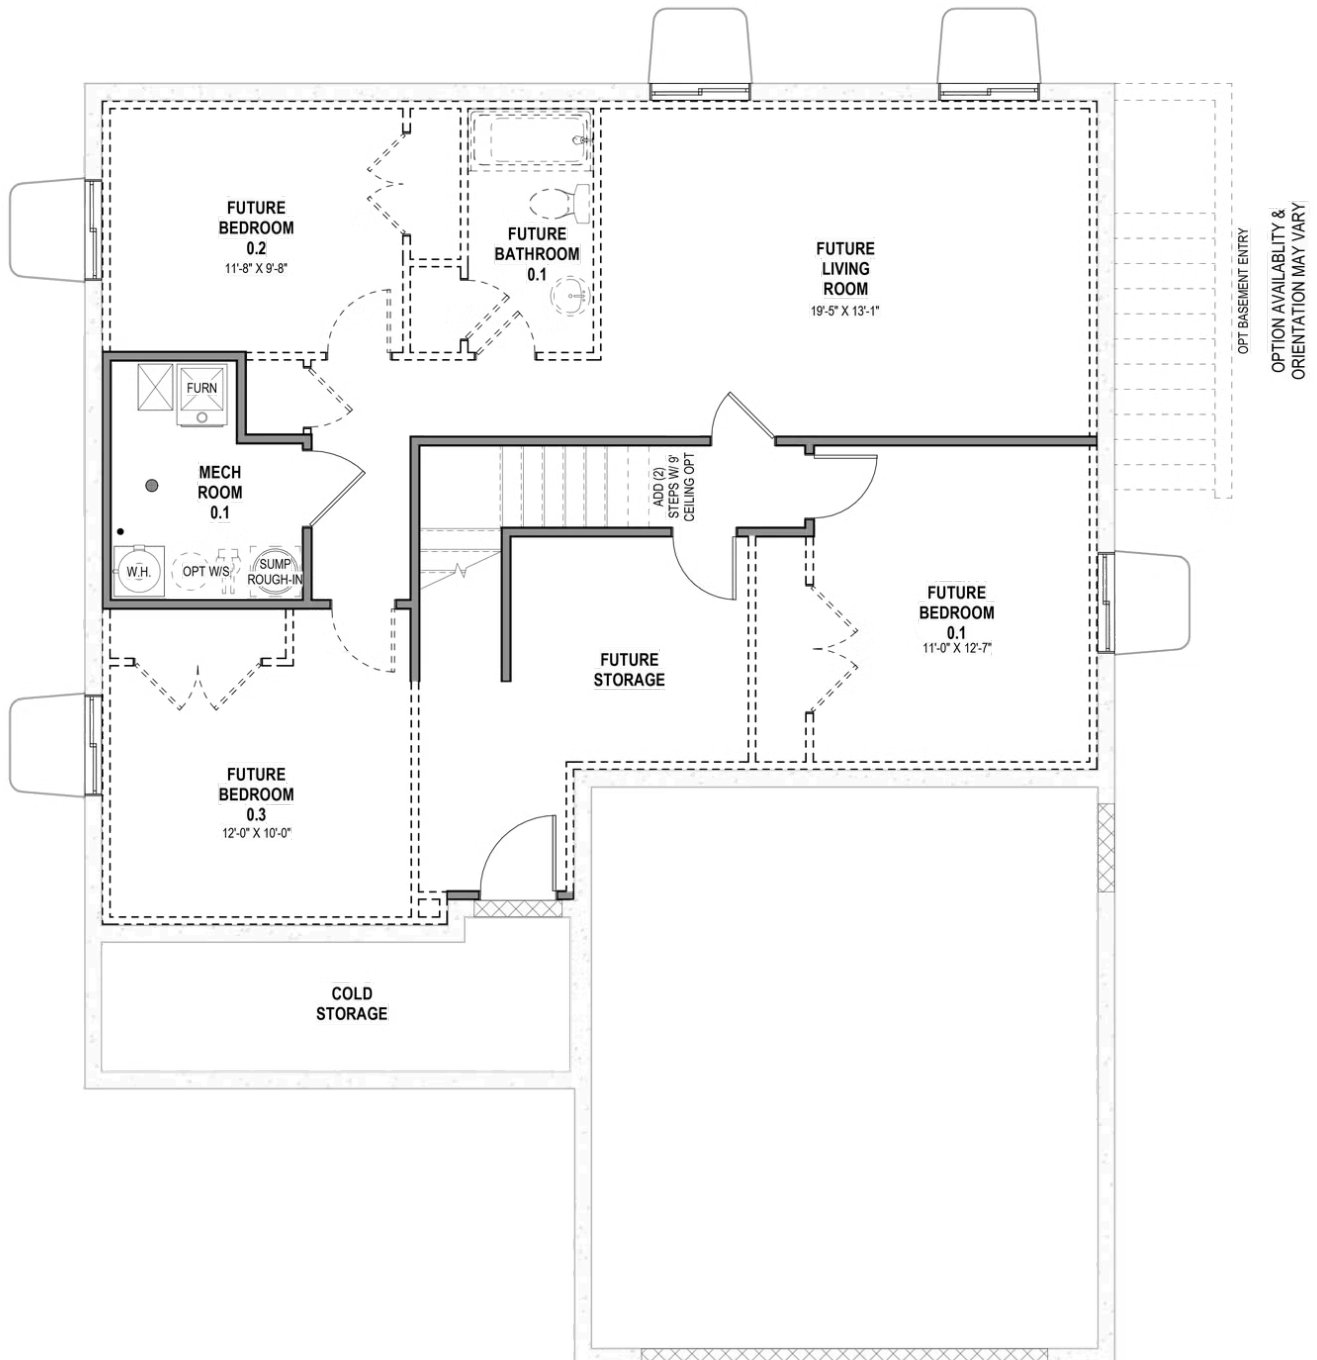 FUTURE
BEDROOM
0.2
11'-8" X 9'-8"
FUTURE
BATHROOM
0.1
FUTURE
LIVING
ROOM
19'-5" X 13'-1"
OPT BASEMENT ENTRY
OPTION AVAILABLITY &
ORIENTATION MAY VARY
FURN
MECH
ROOM
0.1
W.H.
OPT W/S
SUMP
ROUGH-IN
ADD (2)
STEPS W/ 9'
CEILING OPT
FUTURE
STORAGE
FUTURE
BEDROOM
0.1
11'-0" X 12'-7"
FUTURE
BEDROOM
0.3
12'-0" X 10'-0"
COLD
STORAGE